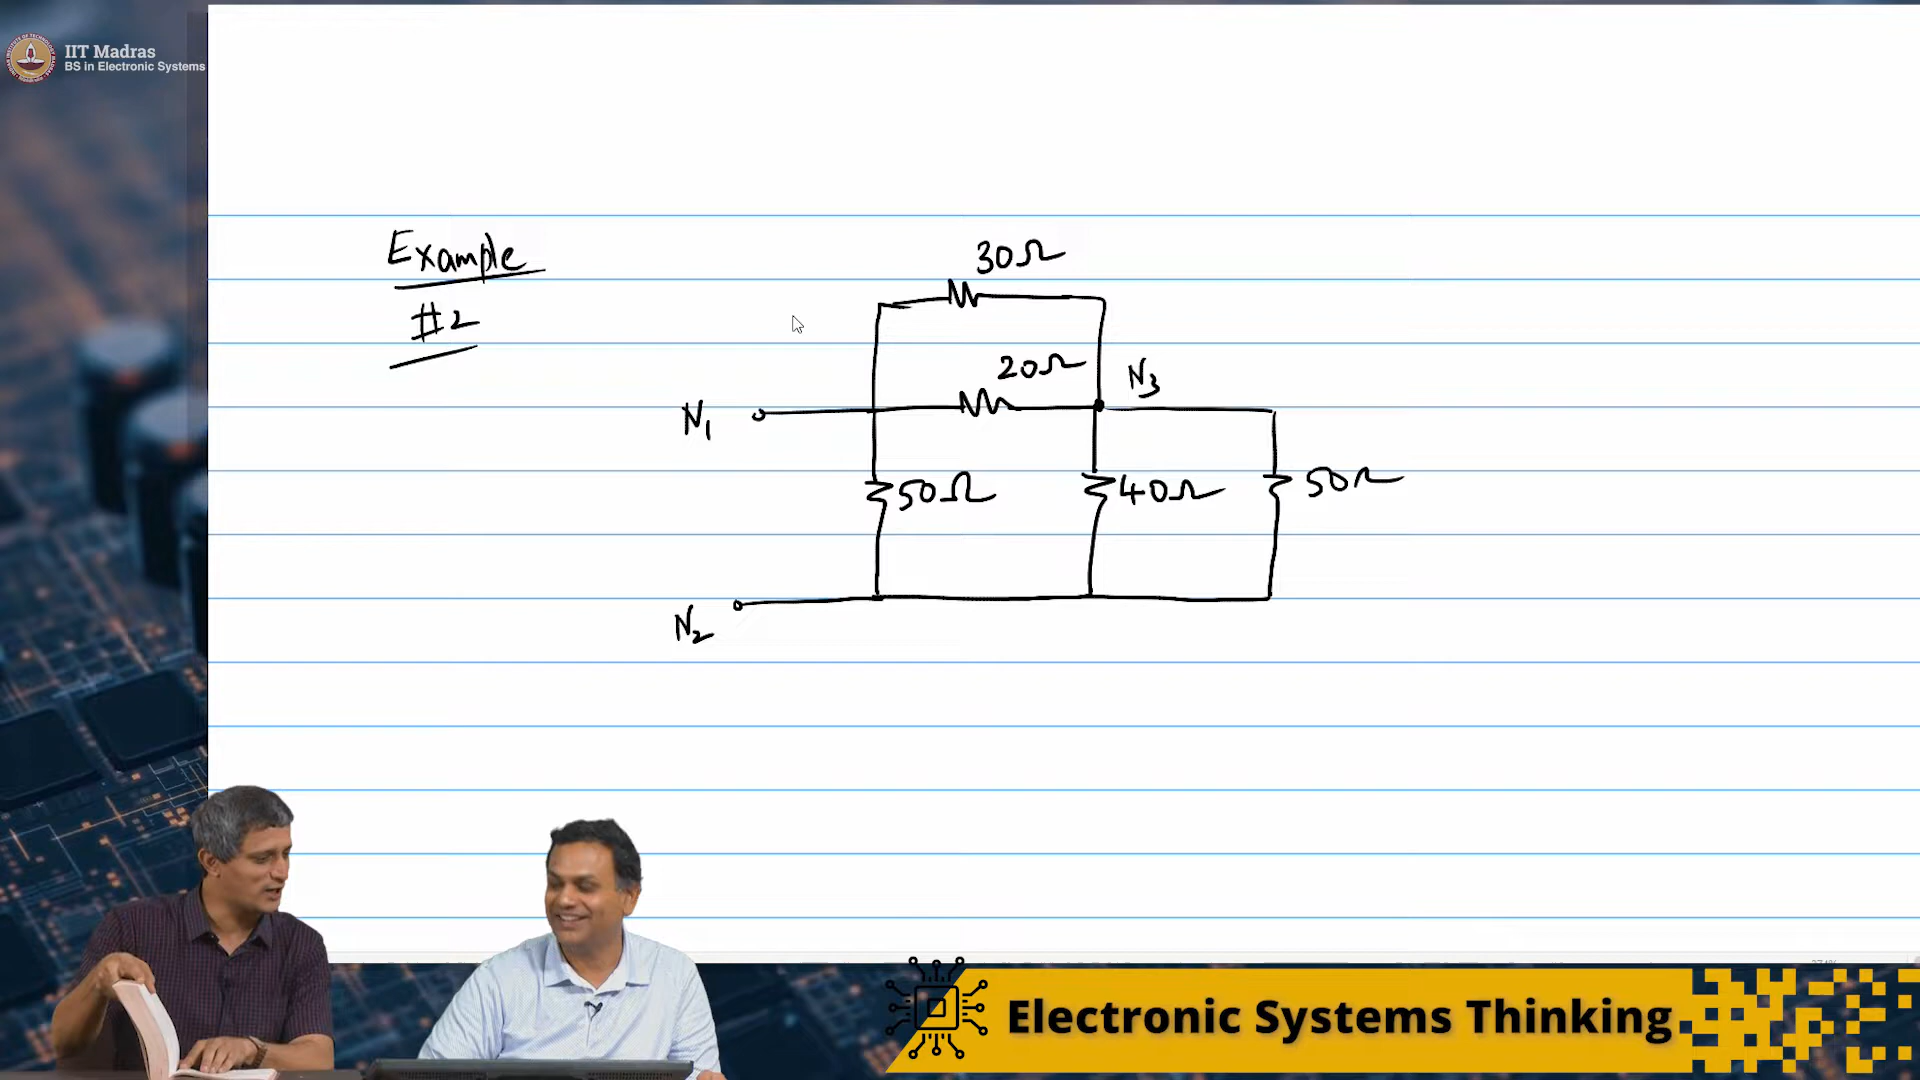 IIT Madras
BS in Electronic Systems
Example
#2
30Ω
20Ω
N3
N1
50Ω
40Ω
50Ω
N2
Electronic Systems Thinking